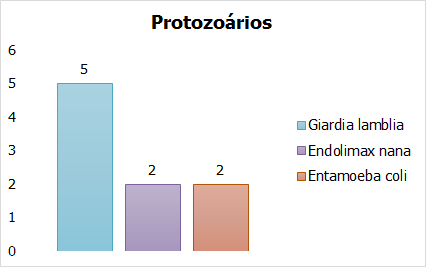 Protozoários
6
5
4
3
2
1
0
5
2
2
Giardia lamblia
Endolimax nana
Entamoeba coli